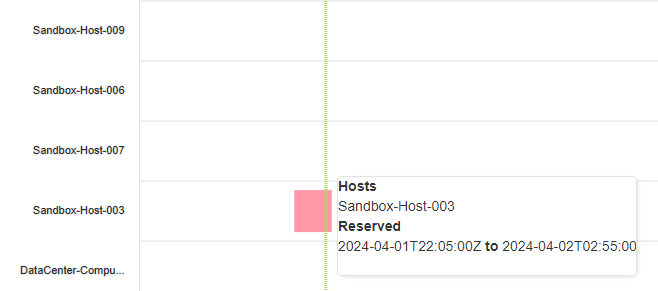 Sandbox-Host-009
Sandbox-Host-006
Sandbox-Host-007
Sandbox-Host-003
DataCenter-Compu...
Hosts
Sandbox-Host-003
Reserved
2024-04-01T22:05:00Z to 2024-04-02T02:55:00